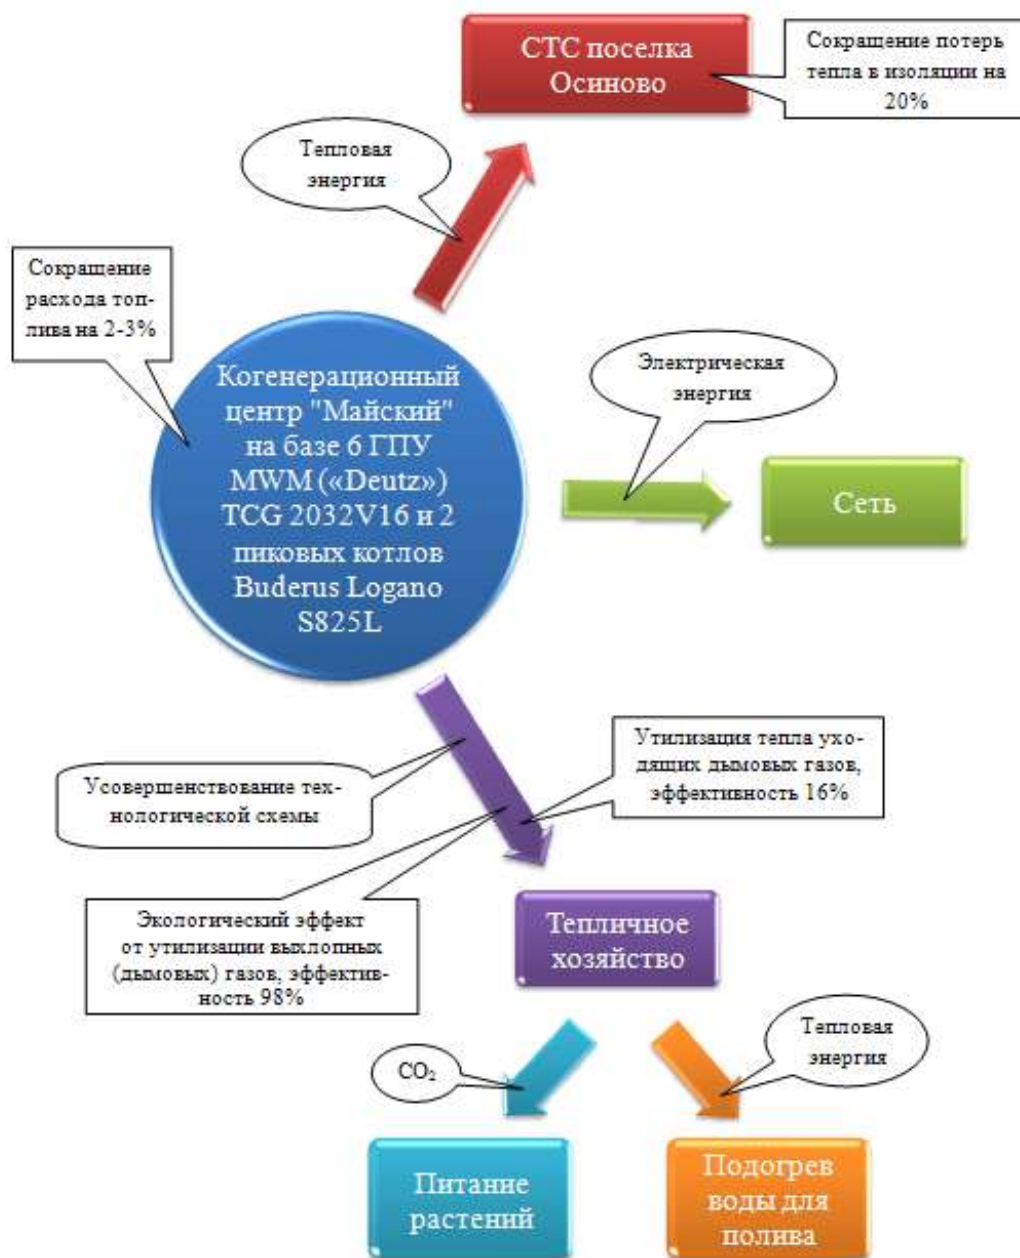 СТС поселка
Осиново
Сокращение потерь
тепла в изоляции на
20%
Тепловая
энергия
Сокращение
расхода топ-
лива на 2-3%
Когенерационный
центр "Майский"
на базе 6 ГПУ
MWM («Deutz»)
TCG 2032V16 и 2
пиковых котлов
Buderus Logano
S825L
Электрическая
энергия
Сеть
Утилизация тепла ухо-
дящих дымовых газов,
эффективность 16%
Усовершенствование тех-
нологической схемы
Экологический эффект
от утилизации выхлопных
(дымовых) газов, эффектив-
ность 98%
Тепличное
хозяйство
Тепловая
энергия
CO₂
Питание
растений
Подогрев
воды для
полива